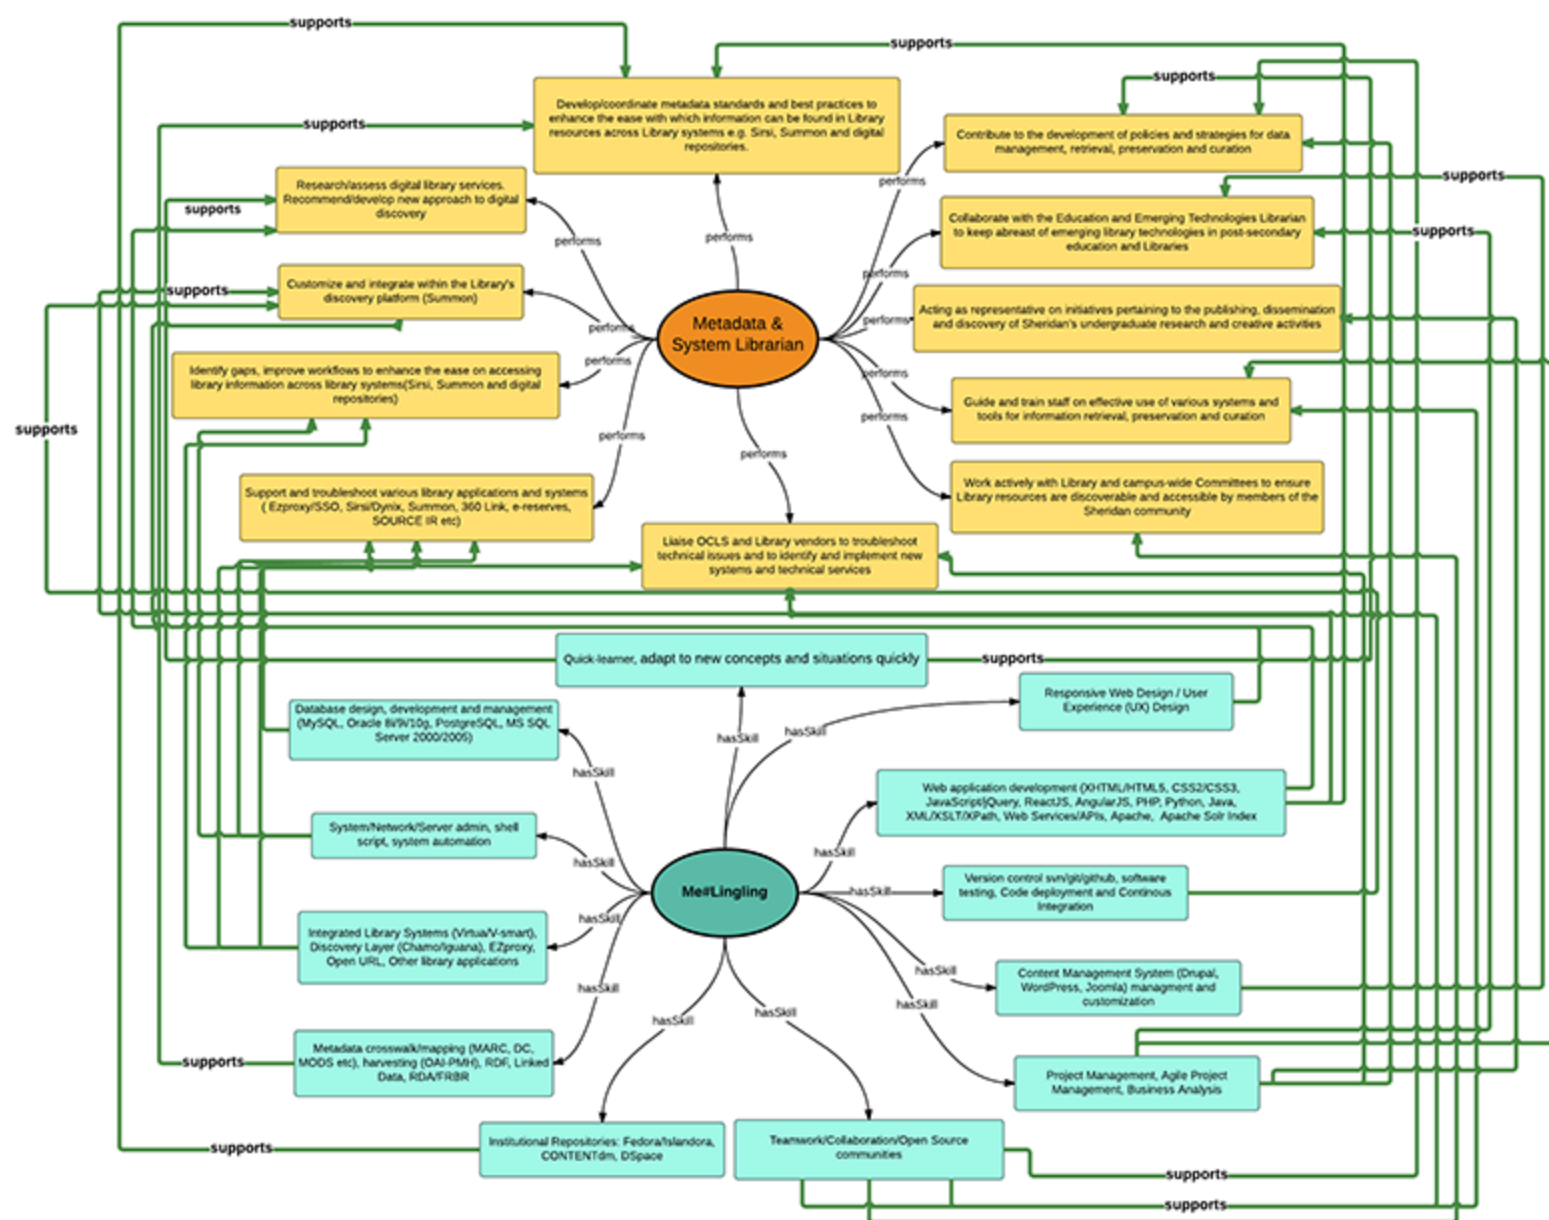 supports
supports
supports
Develop/coordinate metadata standards and best practices to
enhance the ease with which information can be found in Library
resources across Library systems e.g. Sirsi, Summon and digital
repositories.
supports
Contribute to the development of policies and strategies for data
management, retrieval, preservation and curation
performs
supports
Research/assess digital library services.
Recommend/develop new approach to digital
discovery
supports
Collaborate with the Education and Emerging Technologies Librarian
to keep abreast of emerging library technologies in post-secondary
education and Libraries
supports
performs
performs
performs
Customize and integrate within the Library's
discovery platform (Summon)
supports
Acting as representative on initiatives pertaining to the publishing, dissemination
and discovery of Sheridan's undergraduate research and creative activities
performs
performs
Metadata &
System Librarian
Identify gaps, improve workflows to enhance the ease on accessing
library information across library systems(Sirsi, Summon and digital
repositories)
performs
performs
Guide and train staff on effective use of various systems and
tools for information retrieval, preservation and curation
performs
supports
performs
performs
Work actively with Library and campus-wide Committees to ensure
Library resources are discoverable and accessible by members of the
Sheridan community
Support and troubleshoot various library applications and systems
( Ezproxy/SSO, Sirsi/Dynix, Summon, 360 Link, e-reserves,
SOURCE IR etc)
Liaise OCLS and Library vendors to troubleshoot
technical issues and to identify and implement new
systems and technical services
Quick-learner, adapt to new concepts and situations quickly
supports
Responsive Web Design / User
Experience (UX) Design
Database design, development and management
(MySQL, Oracle 8i/9i/10g, PostgreSQL, MS SQL
Server 2000/2005)
hasSkill
hasSkill
hasSkill
Web application development (XHTML/HTML5, CSS2/CSS3,
JavaScript/jQuery, ReactJS, AngularJS, PHP, Python, Java,
XML/XSLT/XPath, Web Services/APIs, Apache, Apache Solr Index
System/Network/Server admin, shell
script, system automation
hasSkill
hasSkill
Me#Lingling
hasSkill
Version control svn/git/github, software
testing, Code deployment and Continous
Integration
Integrated Library Systems (Virtua/V-smart),
Discovery Layer (Chamo/Iguana), EZproxy,
Open URL, Other library applications
hasSkill
hasSkill
Content Management System (Drupal,
WordPress, Joomla) managment and
customization
hasSkill
hasSkill
hasSkill
hasSkill
Metadata crosswalk/mapping (MARC, DC,
MODS etc), harvesting (OAI-PMH), RDF, Linked
Data, RDA/FRBR
supports
Project Management, Agile Project
Management, Business Analysis
Institutional Repositories: Fedora/Islandora,
CONTENTdm, DSpace
supports
Teamwork/Collaboration/Open Source
communities
supports
supports